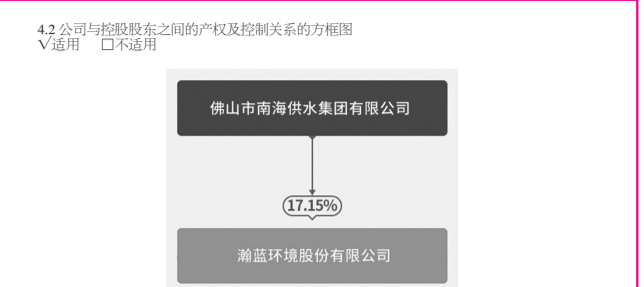 4.2 公司与控股股东之间的产权及控制关系的方框图
√适用 □不适用
佛山市南海供水集团有限公司
17.15%
瀚蓝环境股份有限公司